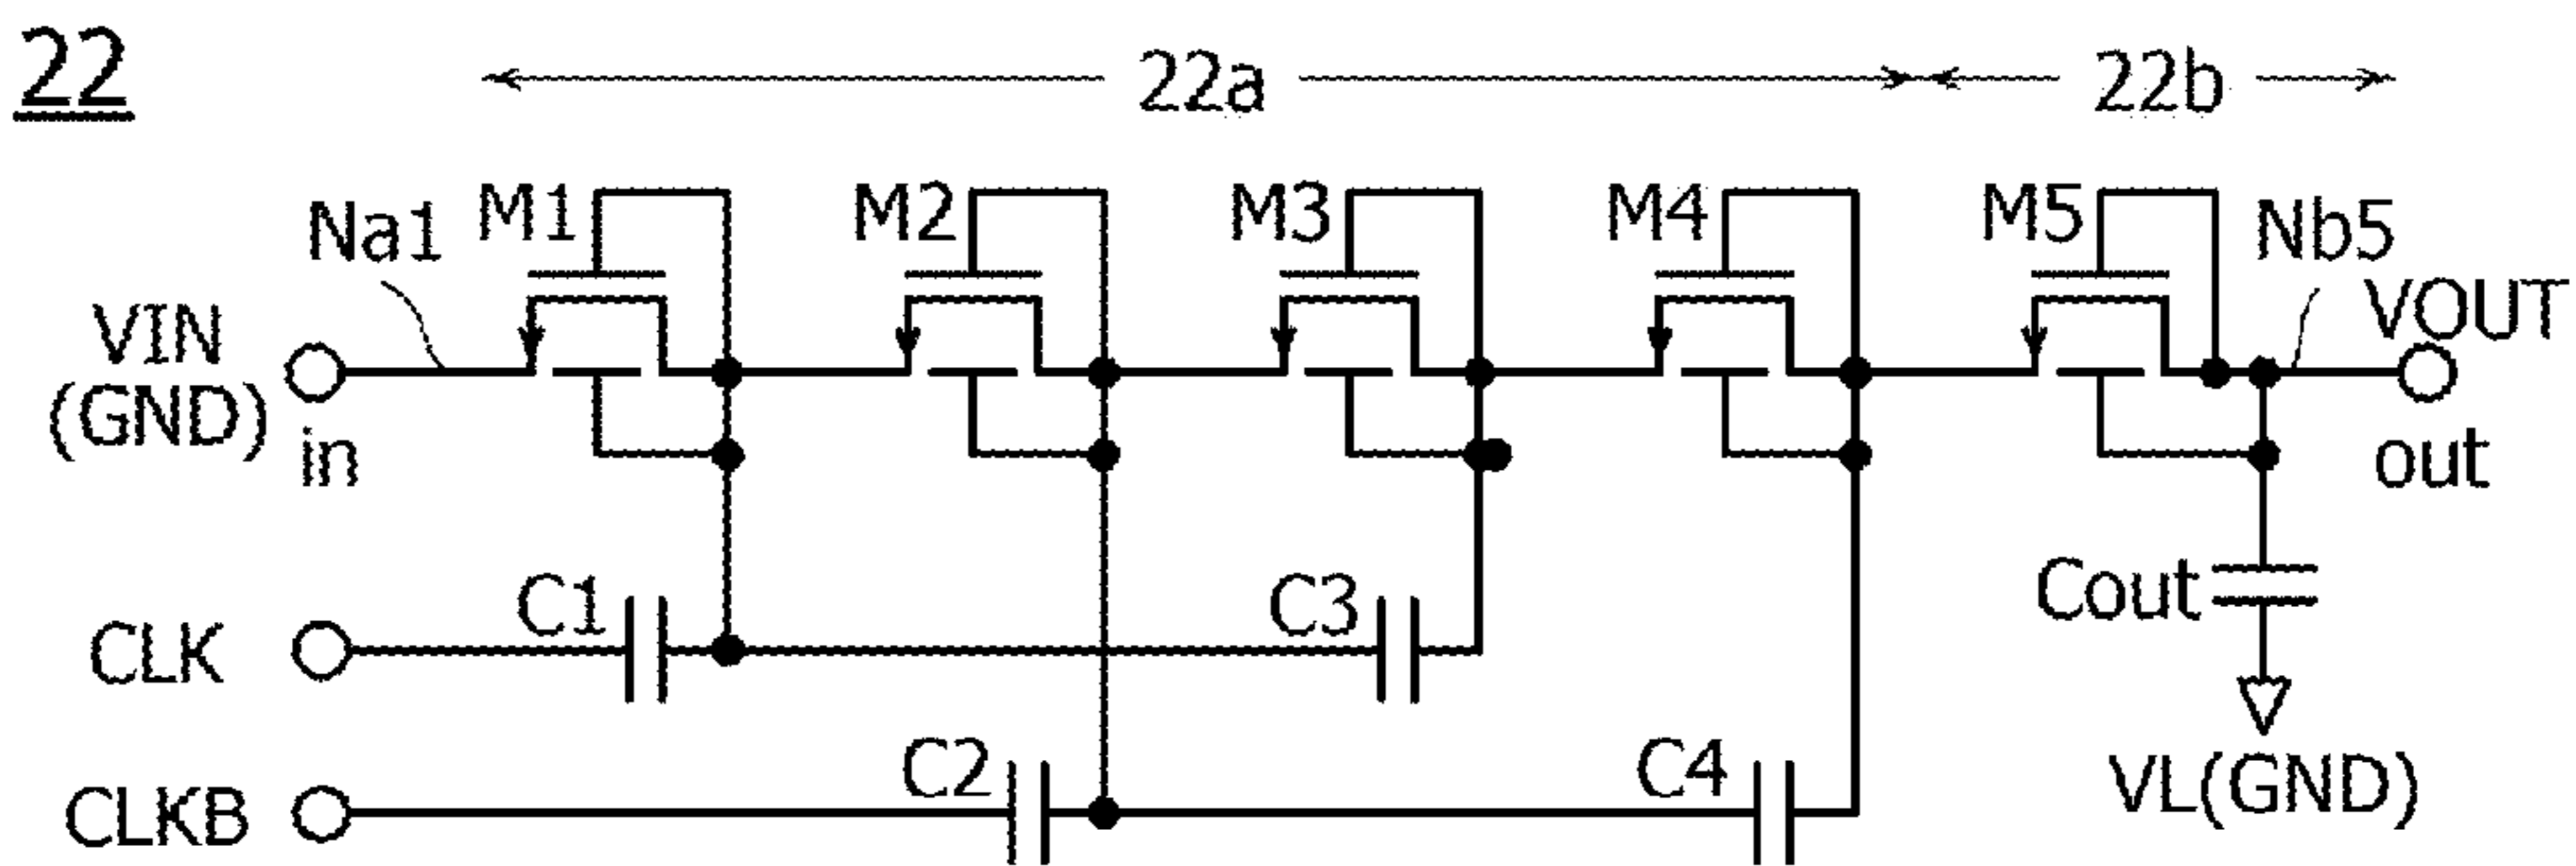 22
22a
22b
M1
M2
M3
M4
M5
Na1
Nb5
VIN
(GND)
in
VOUT
out
C1
C3
Cout
CLK
C2
C4
VL(GND)
CLKB